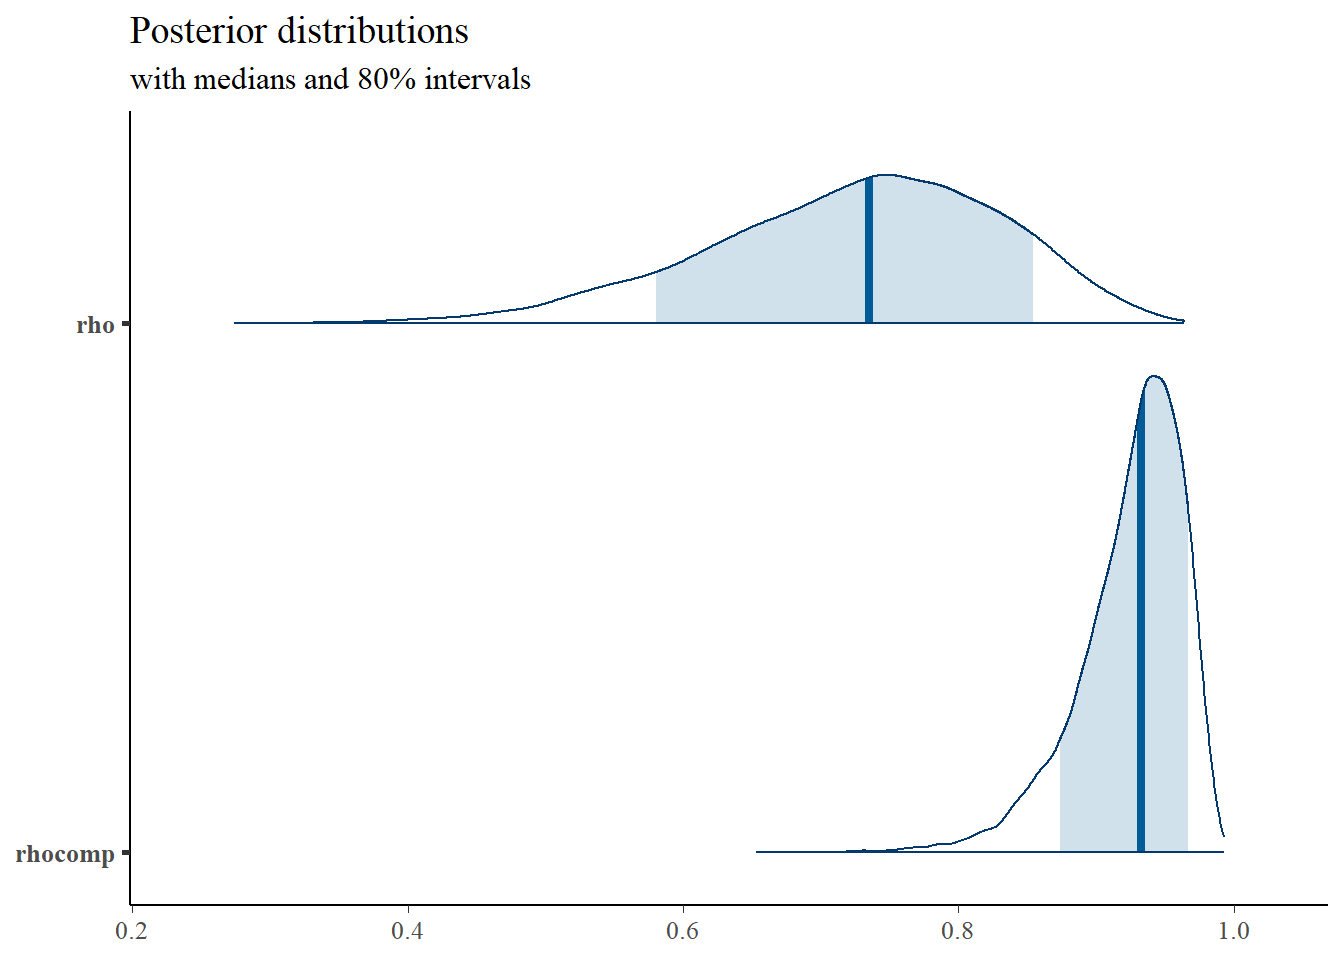 Posterior distributions
with medians and 80% intervals
rho
rhocomp
0.2 0.4 0.6 0.8 1.0